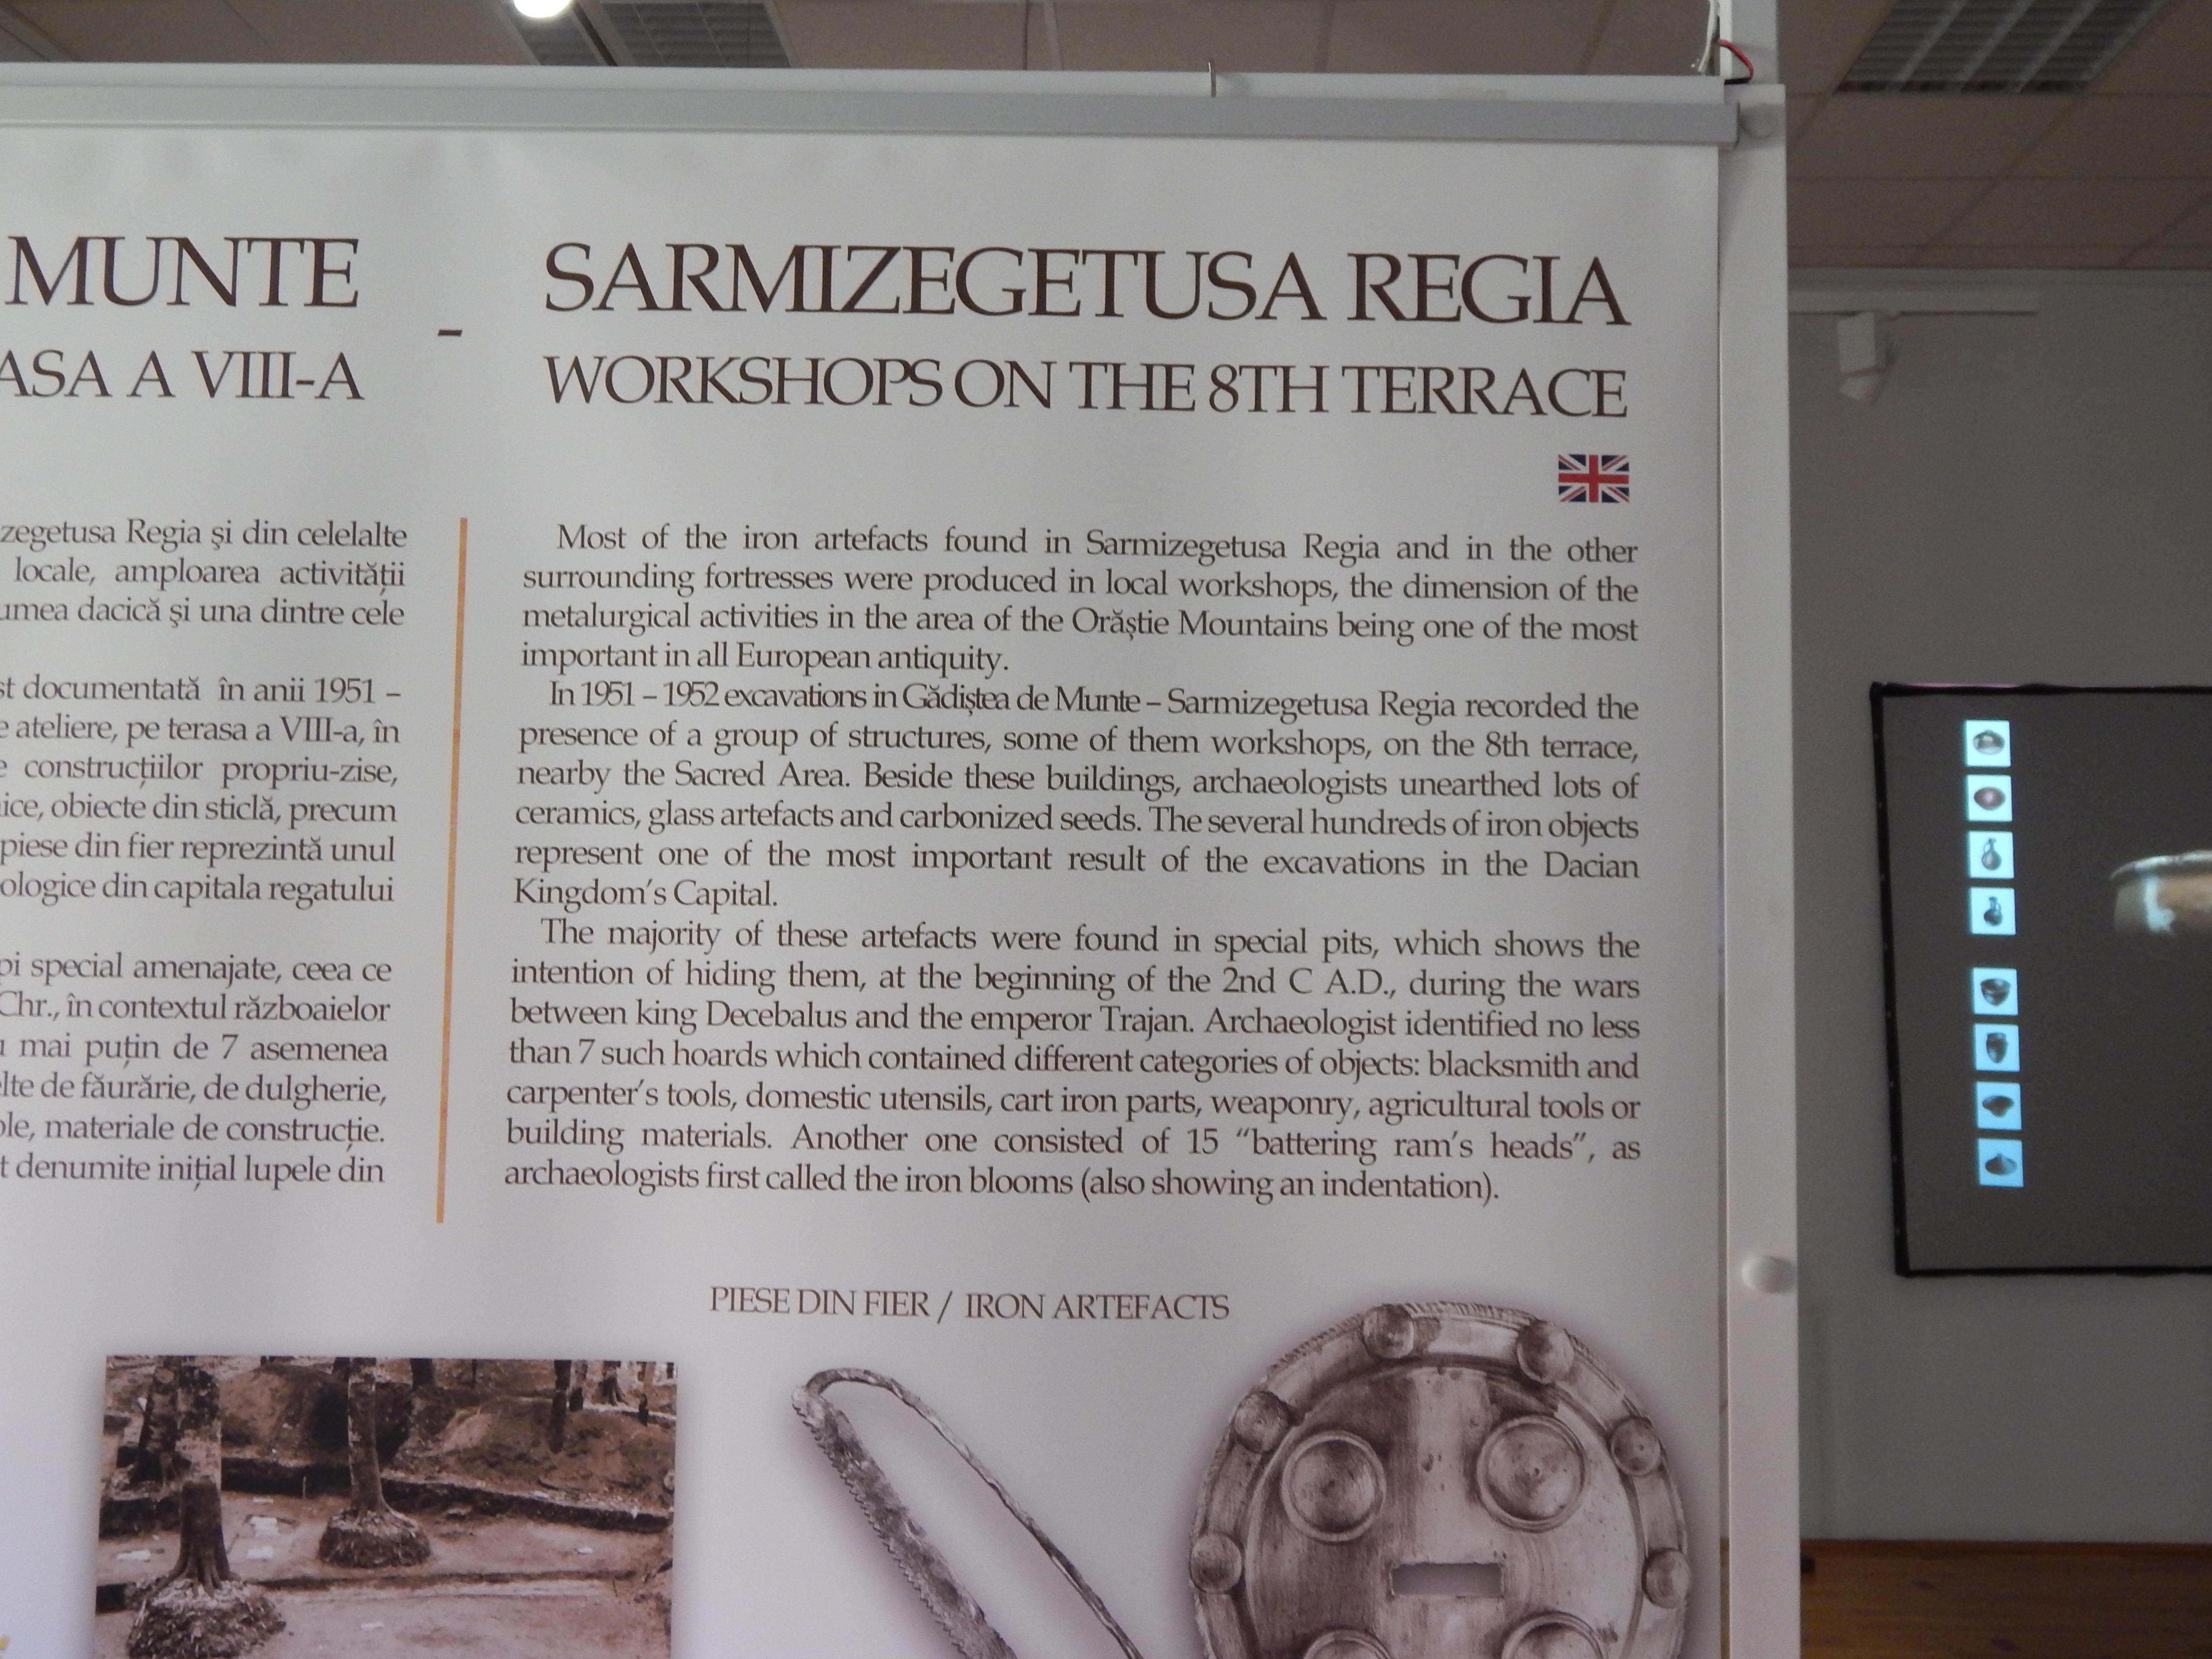 MUNTE
ASA A VIII-A
-
SARMIZEGETUSA REGIA
WORKSHOPS ON THE 8TH TERRACE
zegetusa Regia şi din celelalte
locale, amploarea activității
umea dacică şi una dintre cele
st documentată în anii 1951 –
e ateliere, pe terasa a VIII-a, în
e construcțiilor propriu-zise,
ice, obiecte din sticlă, precum
piese din fier reprezintă unul
ologice din capitala regatului
pi special amenajate, ceea ce
Chr., în contextul războaielor
u mai puțin de 7 asemenea
elte de făurărie, de dulgherie,
ole, materiale de construcție.
t denumite inițial lupele din
Most of the iron artefacts found in Sarmizegetusa Regia and in the other
surrounding fortresses were produced in local workshops, the dimension of the
metalurgical activities in the area of the Orăștie Mountains being one of the most
important in all European antiquity.
In 1951 – 1952 excavations in Gădiștea de Munte – Sarmizegetusa Regia recorded the
presence of a group of structures, some of them workshops, on the 8th terrace,
nearby the Sacred Area. Beside these buildings, archaeologists unearthed lots of
ceramics, glass artefacts and carbonized seeds. The several hundreds of iron objects
represent one of the most important result of the excavations in the Dacian
Kingdom's Capital.
The majority of these artefacts were found in special pits, which shows the
intention of hiding them, at the beginning of the 2nd C A.D., during the wars
between king Decebalus and the emperor Trajan. Archaeologist identified no less
than 7 such hoards which contained different categories of objects: blacksmith and
carpenter's tools, domestic utensils, cart iron parts, weaponry, agricultural tools or
building materials. Another one consisted of 15 "battering ram's heads", as
archaeologists first called the iron blooms (also showing an indentation).
PIESE DIN FIER / IRON ARTEFACTS